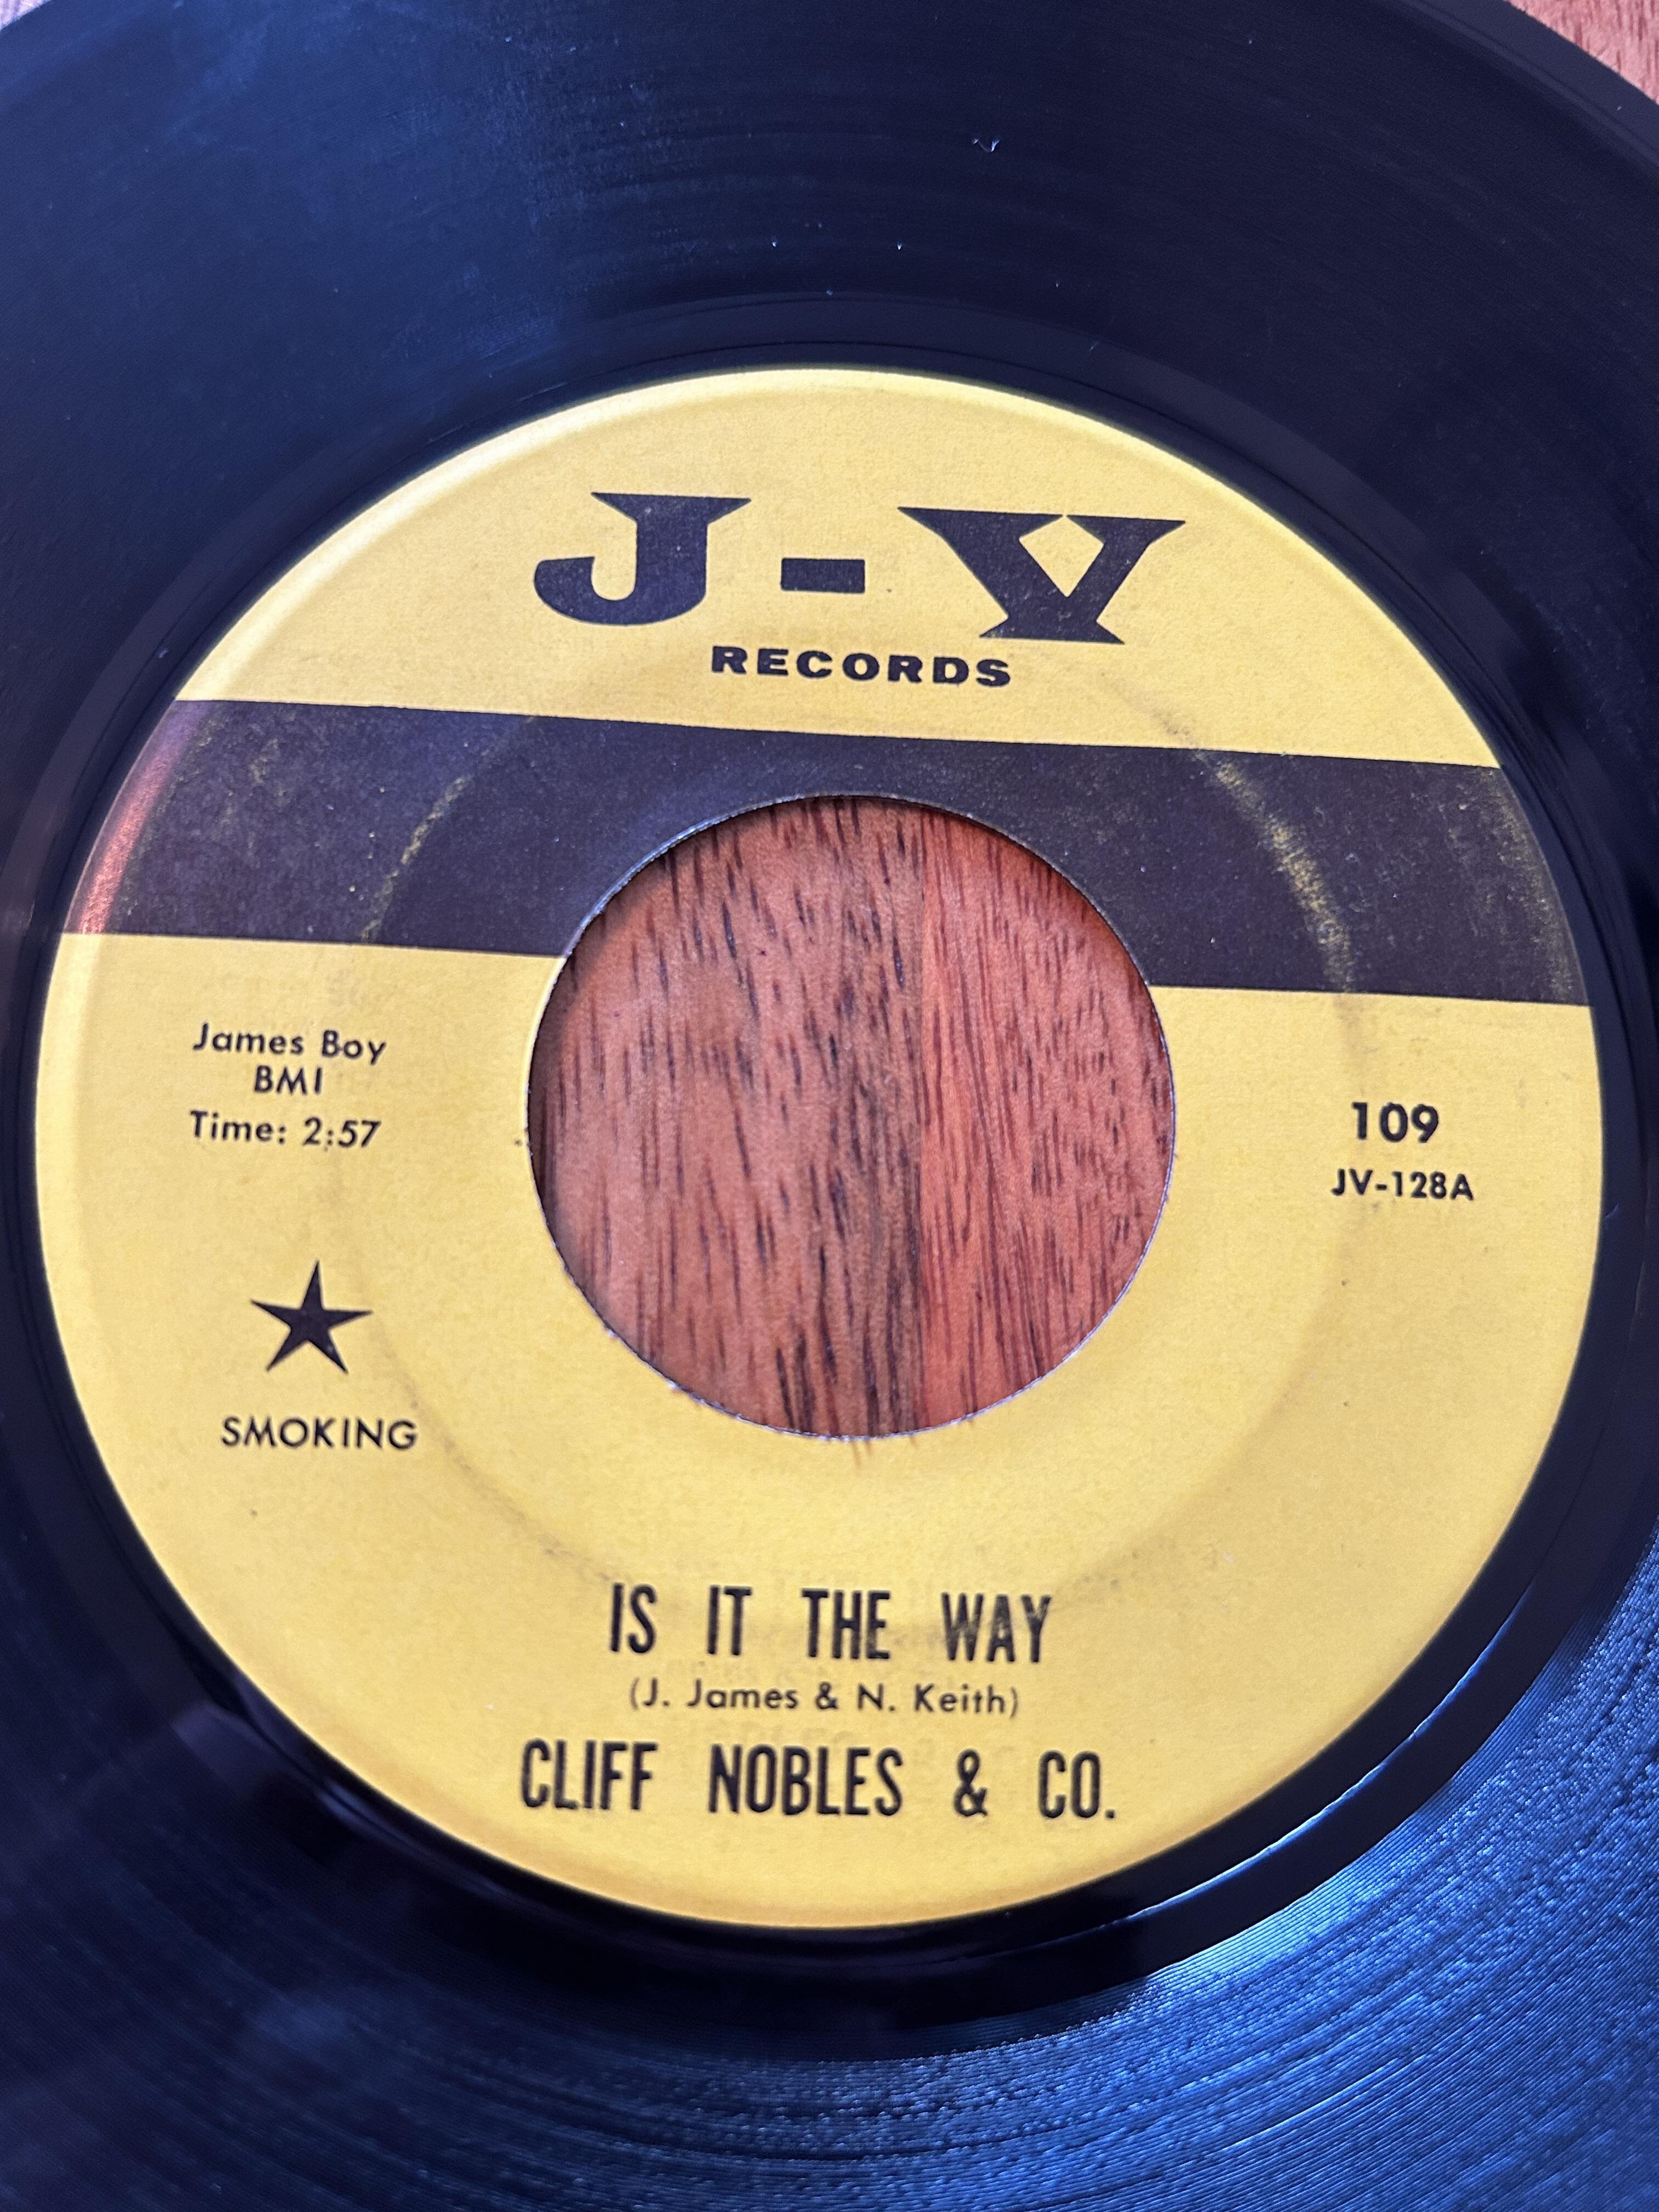 J-V
RECORDS
James Boy
BMI
Time: 2:57
109
JV-128A
SMOKING
IS IT THE WAY
(J. James & N. Keith)
CLIFF NOBLES & CO.